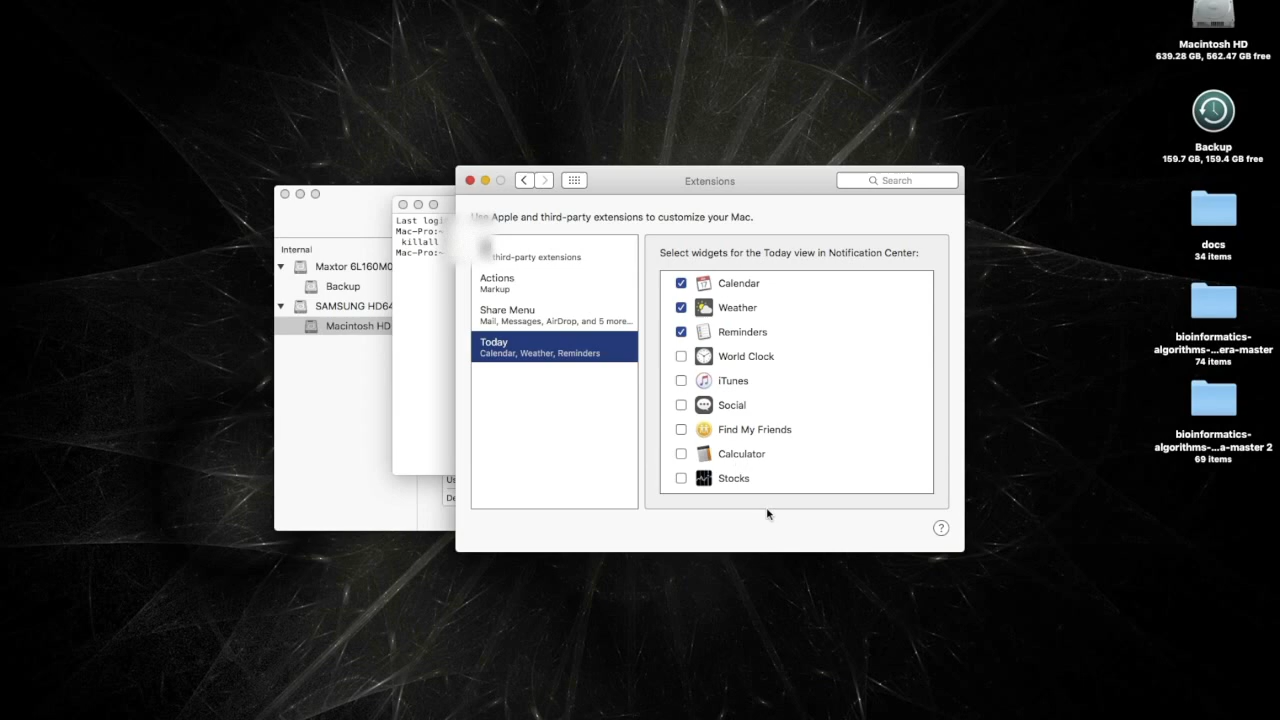 Macintosh HD
639.28 GB, 562.47 GB free
Backup
159.7 GB, 159.4 GB free
docs
34 items
bioinformatics-
algorithms-...era-master
74 items
bioinformatics-
algorithms-...a-master 2
69 items
Internal
Maxtor 6L160M0
Backup
SAMSUNG HD64
Macintosh HD
Last logi
Mac-Pro:~
killall
Mac-Pro:~
Us
De
Extensions
Search
Use Apple and third-party extensions to customize your Mac.
third-party extensions
Actions
Markup
Share Menu
Mail, Messages, AirDrop, and 5 more...
Today
Calendar, Weather, Reminders
Select widgets for the Today view in Notification Center:
17
Calendar
Weather
Reminders
World Clock
iTunes
Social
Find My Friends
Calculator
Stocks
?